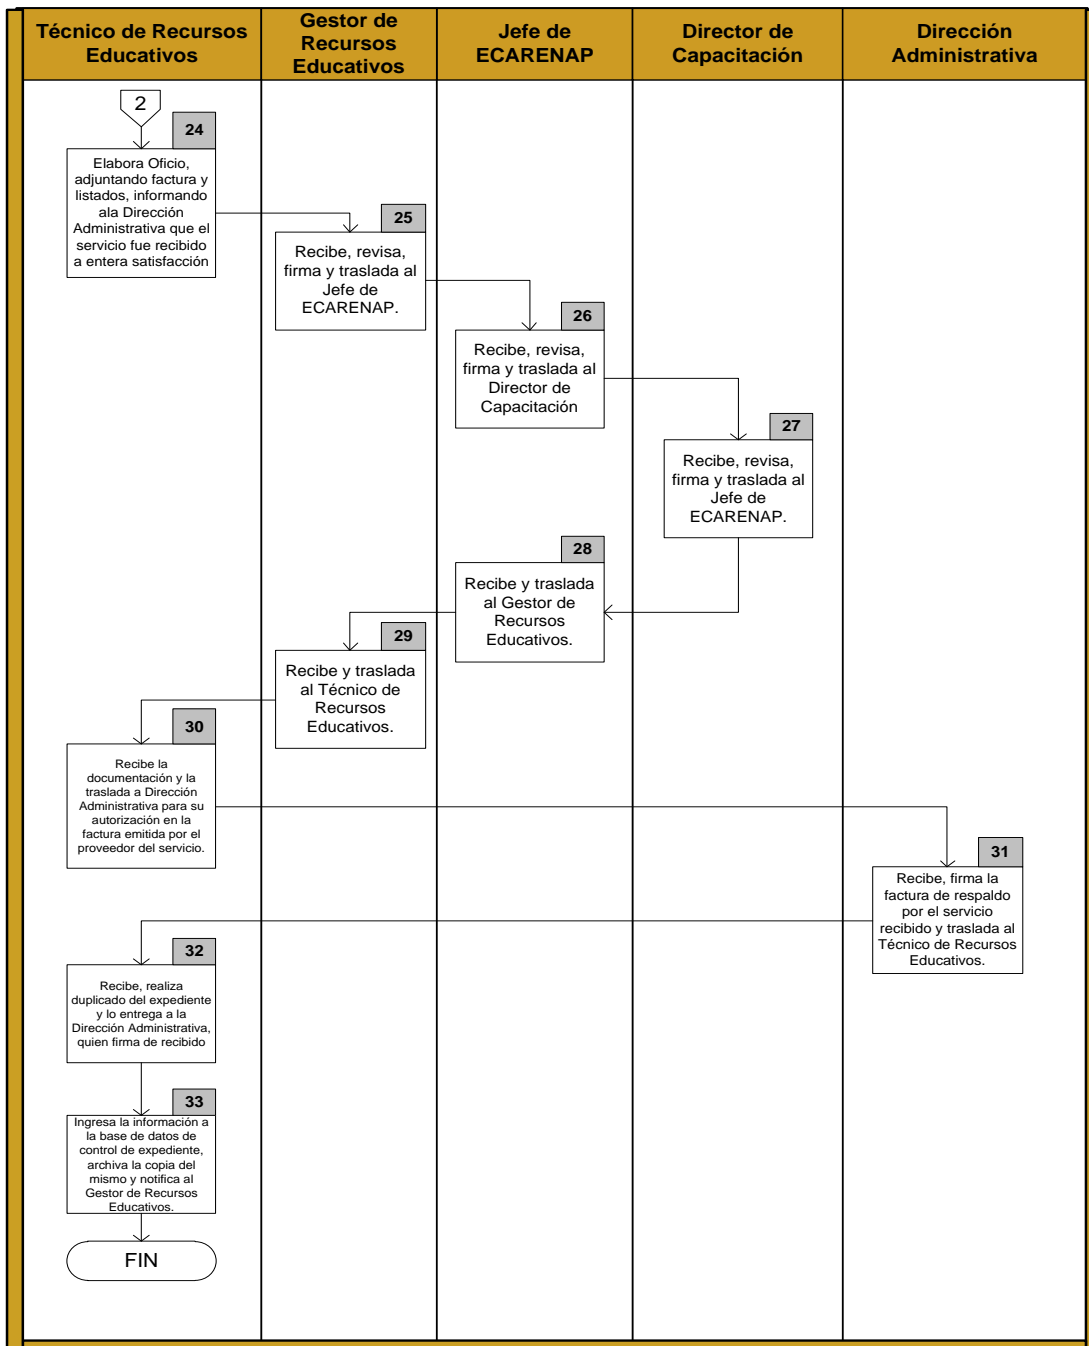 Técnico de Recursos
Educativos
Gestor de
Recursos
Educativos
Jefe de
ECARENAP
Director de
Capacitación
Dirección
Administrativa
2
24
Elabora Oficio,
adjuntando factura y
listados, informando
ala Dirección
Administrativa que el
servicio fue recibido
a entera satisfacción
25
Recibe, revisa,
firma y traslada al
Jefe de
ECARENAP.
26
Recibe, revisa,
firma y traslada al
Director de
Capacitación
27
Recibe, revisa,
firma y traslada al
Jefe de
ECARENAP.
28
Recibe y traslada
al Gestor de
Recursos
Educativos.
29
Recibe y traslada
al Técnico de
Recursos
Educativos.
30
Recibe la
documentación y la
traslada a Dirección
Administrativa para su
autorización en la
factura emitida por el
proveedor del servicio.
31
Recibe, firma la
factura de respaldo
por el servicio
recibido y traslada al
Técnico de Recursos
Educativos.
32
Recibe, realiza
duplicado del expediente
y lo entrega a la
Dirección Administrativa,
quien firma de recibido
33
Ingresa la información a
la base de datos de
control de expediente,
archiva la copia del
mismo y notifica al
Gestor de Recursos
Educativos.
FIN